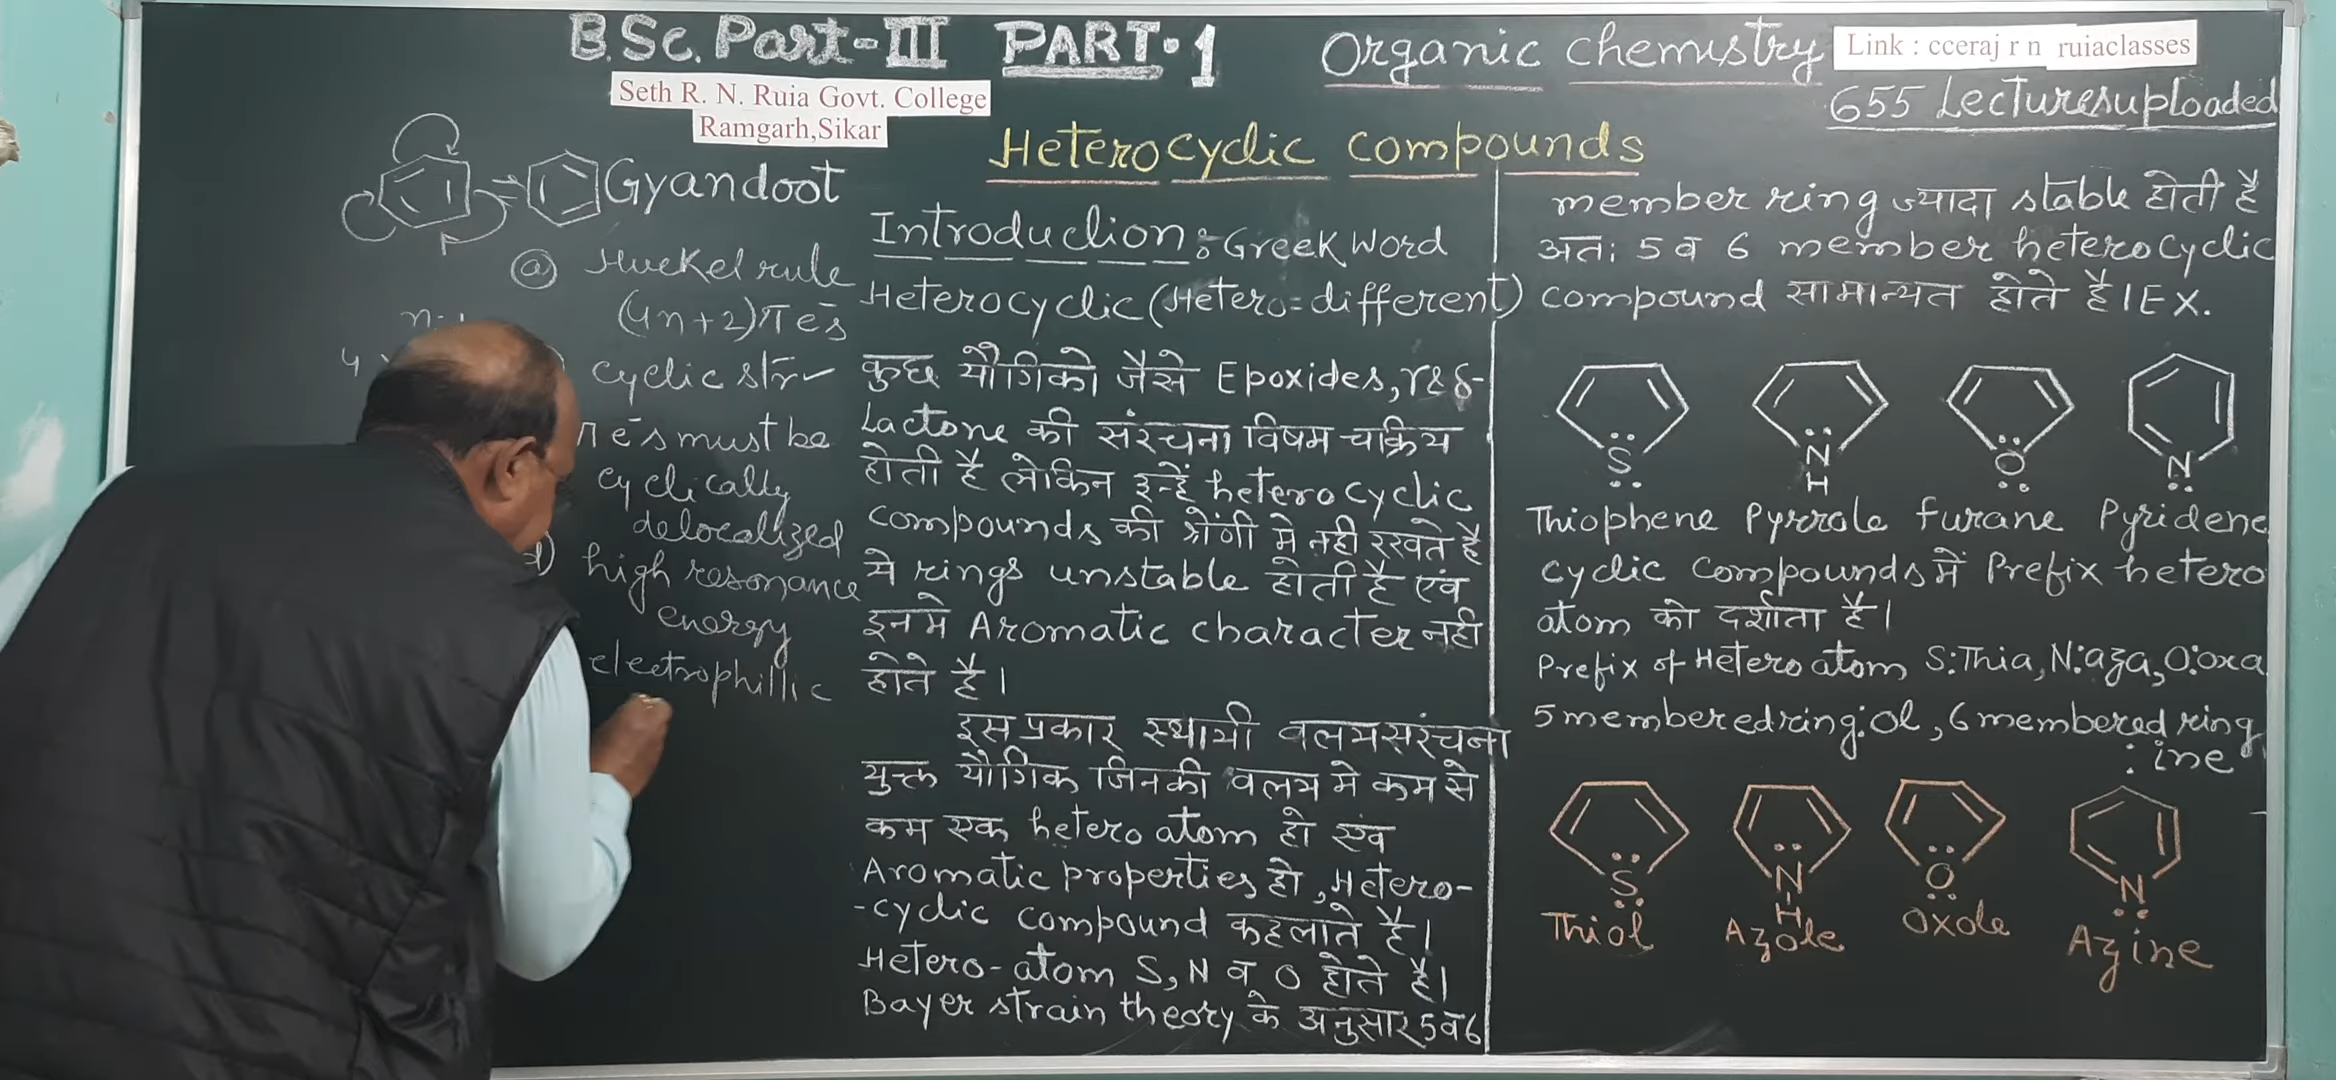 B.Sc. Part-III PART-1 Organic chemistry
Link : cceraj r n ruiaclasses
Seth R. N. Ruia Govt. College
Ramgarh,Sikar
655 Lectures uploaded
Heterocyclic compounds
Gyandoot
(a) Huckel rule
(4n+2)πes
cyclic str
π es must be
cyclically
delocalized
d) high resonance
energy
electrophillic
Introduction: Greek word
Heterocyclic (Hetero=different)
कुछ यौगिको जैसे Epoxides, γ&δ-
Lactone की संरचना विषम चक्रिय
होती है लेकिन इन्हें heterocyclic
compounds की श्रेणी मे नही रखते है
ये rings unstable होती है एंव
इनमे Aromatic character नही
होते है।
इस प्रकार स्थायी वलय संरंचना
युक्त यौगिक जिनकी वलय मे कम से
कम एक hetero atom हो एंव
Aromatic properties हो, Hetero-
-cyclic compound कहलाते है।
Hetero-atom S, N व O होते है।
Bayer strain theory के अनुसार 5 व 6
member ring ज्यादा stable होती है
अत: 5 व 6 member heterocyclic
compound सामान्यत होते है। EX.
S N H O N
Thiophene Pyrrole furane Pyridene
cyclic compounds में Prefix hetero
atom को दर्शाता है।
Prefix of Hetero atom S:Thia, N:aza, O:oxa
5 membered ring:ol, 6 membered ring
:ine
S N H O N
Thiol Azole Oxole Azine